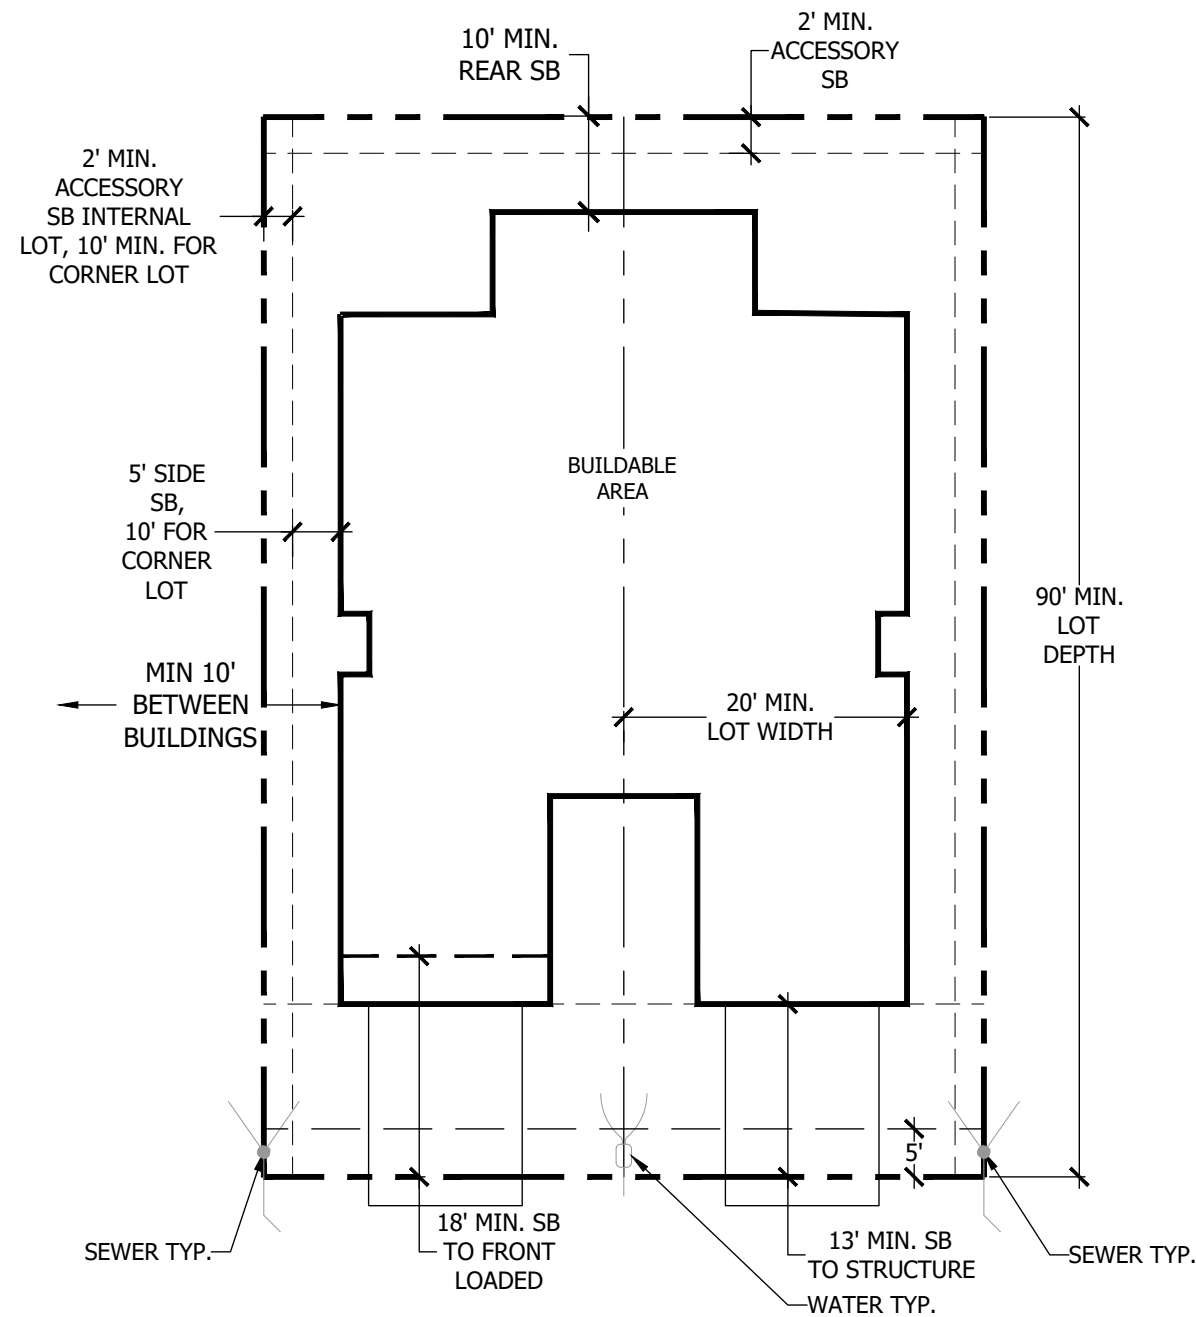 10' MIN.
REAR SB
2' MIN.
ACCESSORY
SB
2' MIN.
ACCESSORY
SB INTERNAL
LOT, 10' MIN. FOR
CORNER LOT
BUILDABLE
AREA
5' SIDE
SB,
10' FOR
CORNER
LOT
90' MIN.
LOT
DEPTH
MIN 10'
BETWEEN
BUILDINGS
20' MIN.
LOT WIDTH
5'
SEWER TYP.
18' MIN. SB
TO FRONT
LOADED
13' MIN. SB
TO STRUCTURE
SEWER TYP.
WATER TYP.